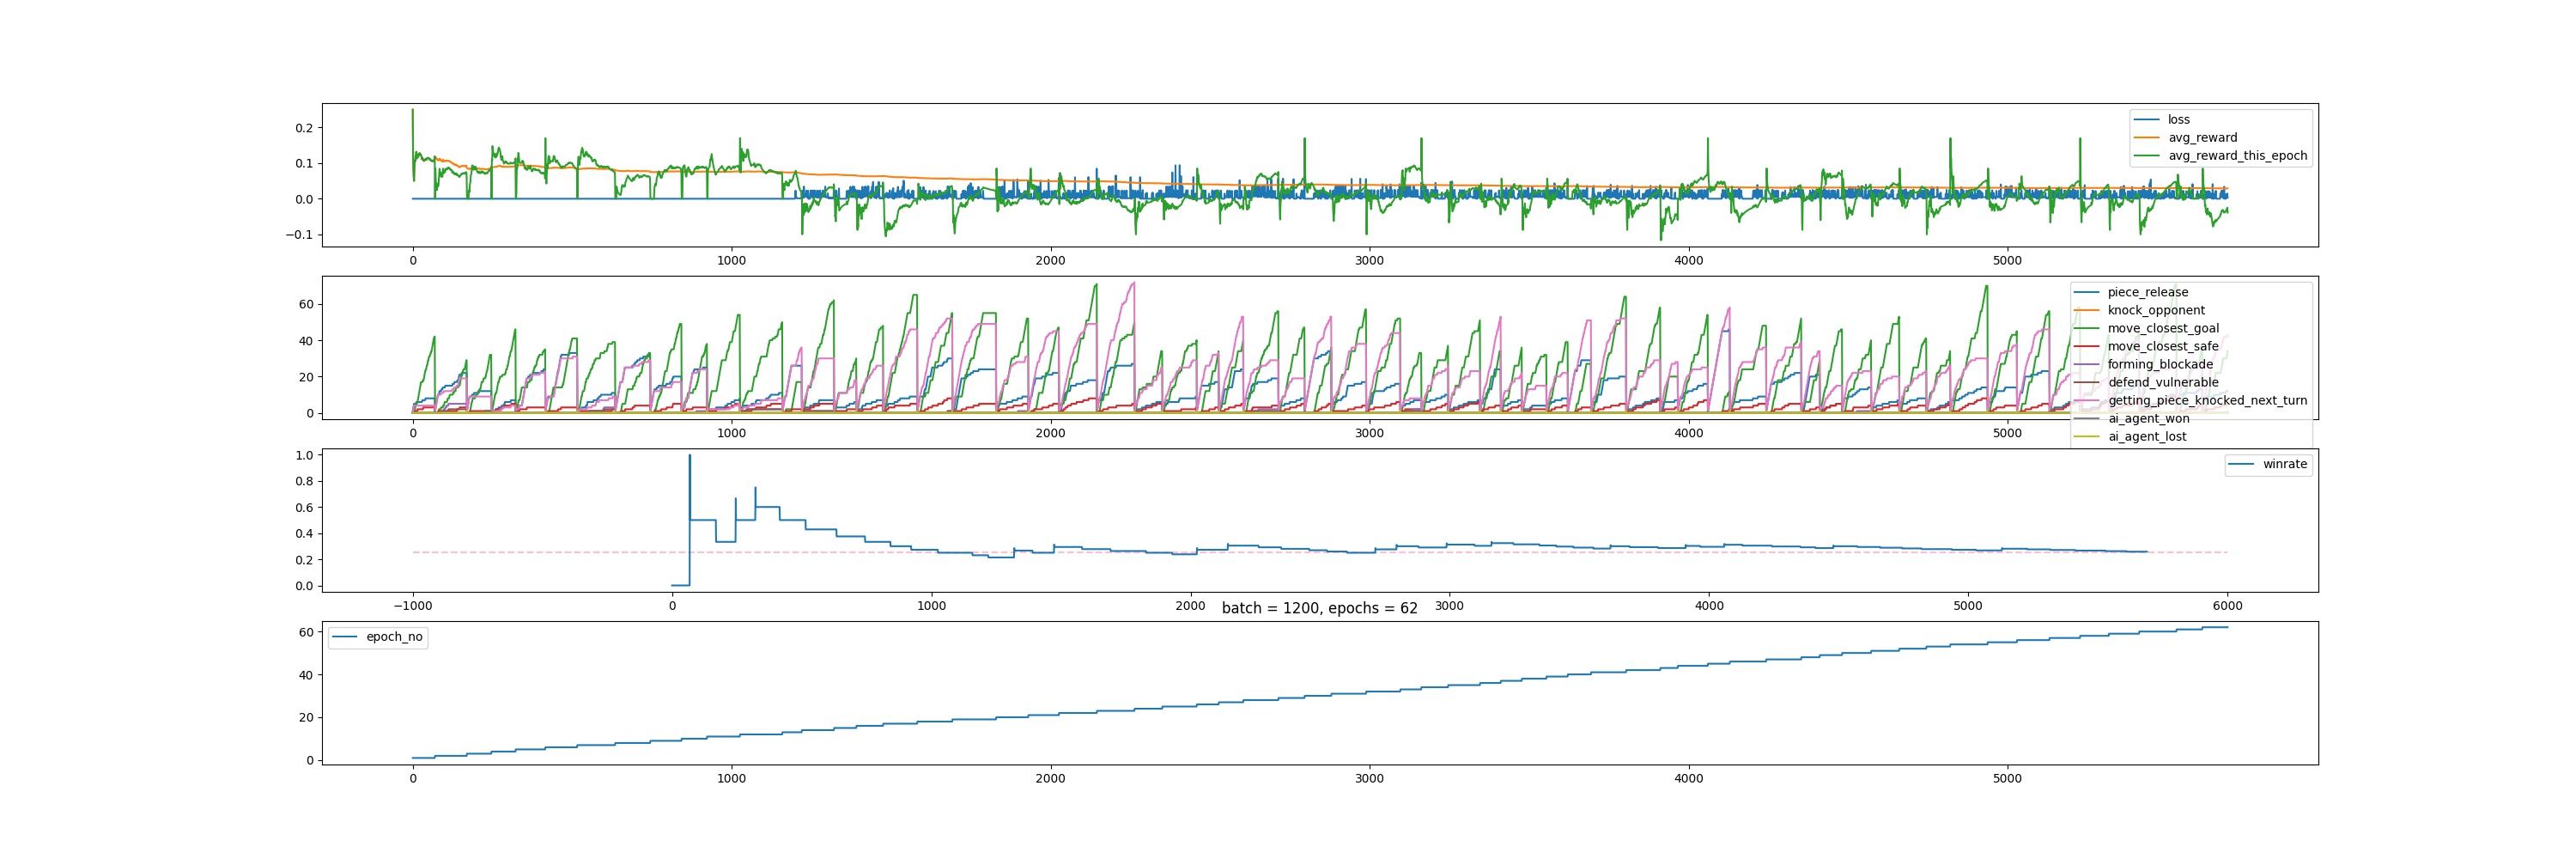 0.2
0.1
0.0
−0.1
loss
avg_reward
avg_reward_this_epoch
0 1000 2000 3000 4000 5000
60
40
20
0
piece_release
knock_opponent
move_closest_goal
move_closest_safe
forming_blockade
defend_vulnerable
getting_piece_knocked_next_turn
ai_agent_won
ai_agent_lost
0 1000 2000 3000 4000 5000
1.0
0.8
0.6
0.4
0.2
0.0
winrate
−1000 0 1000 2000 3000 4000 5000 6000
batch = 1200, epochs = 62
60
40
20
0
epoch_no
0 1000 2000 3000 4000 5000